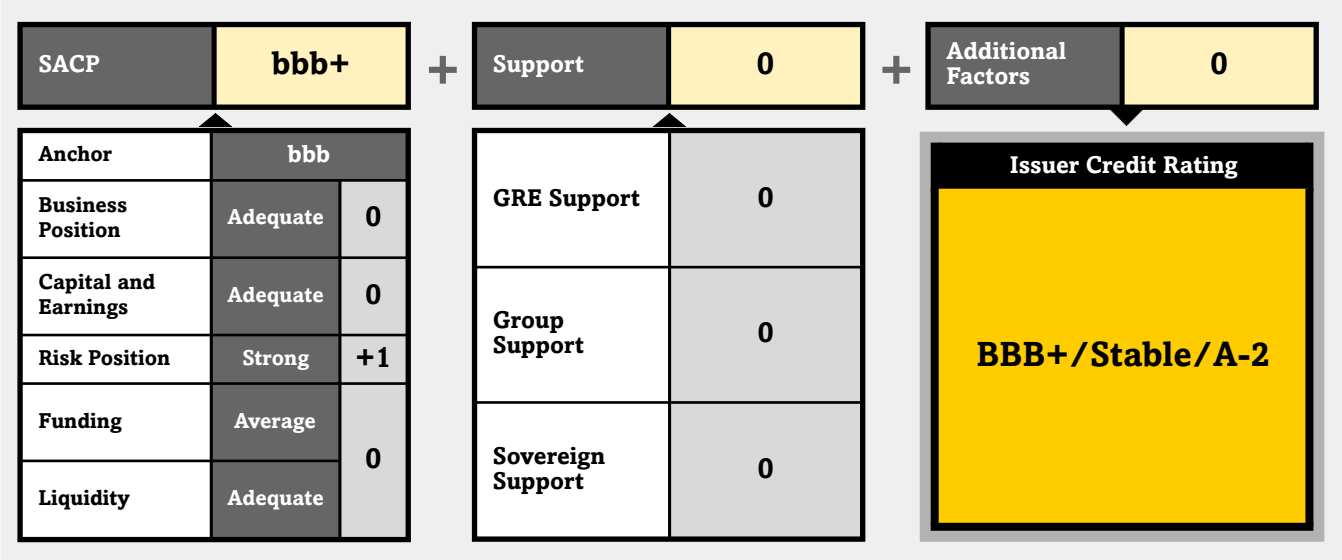 SACP
bbb+
+
Support
0
+
Additional
Factors
0
Anchor
bbb
Business
Position
Adequate
0
Capital and
Earnings
Adequate
0
Risk Position
Strong
+1
Funding
Average
0
Liquidity
Adequate
GRE Support
0
Group
Support
0
Sovereign
Support
0
Issuer Credit Rating
BBB+/Stable/A-2